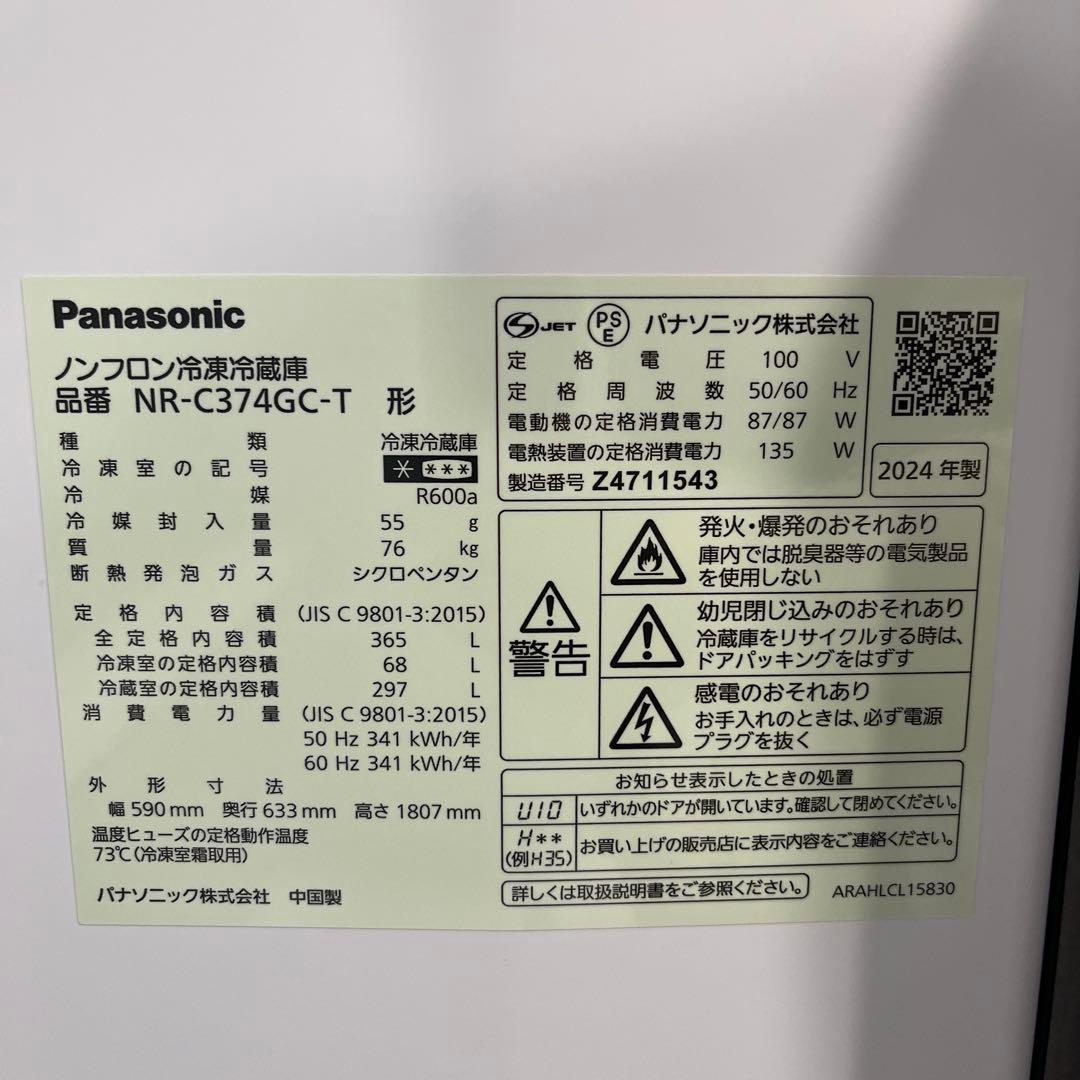 Panasonic
ノンフロン冷凍冷蔵庫
品番 NR-C374GC-T 形
種類 冷凍冷蔵庫
冷凍室の記号 * ***
冷媒 R600a
冷媒封入量 55 g
質量 76 kg
断熱発泡ガス シクロペンタン
定格内容積 (JIS C 9801-3:2015)
全定格内容積 365 L
冷凍室の定格内容積 68 L
冷蔵室の定格内容積 297 L
消費電力量 (JIS C 9801-3:2015)
50 Hz 341 kWh/年
60 Hz 341 kWh/年
外形寸法
幅 590 mm 奥行 633 mm 高さ 1807 mm
温度ヒューズの定格動作温度
73℃(冷凍室霜取用)
パナソニック株式会社 中国製
S JET PS E パナソニック株式会社
定格電圧 100 V
定格周波数 50/60 Hz
電動機の定格消費電力 87/87 W
電熱装置の定格消費電力 135 W
製造番号 Z4711543
2024 年製
警告
発火・爆発のおそれあり
庫内では脱臭器等の電気製品
を使用しない
幼児閉じ込みのおそれあり
冷蔵庫をリサイクルする時は、
ドアパッキングをはずす
感電のおそれあり
お手入れのときは、必ず電源
プラグを抜く
お知らせ表示したときの処置
U10 いずれかのドアが開いています。確認して閉めてください。
H**
(例H35) お買い上げの販売店に表示内容をご連絡ください。
詳しくは取扱説明書をご参照ください。
ARAHLCL15830